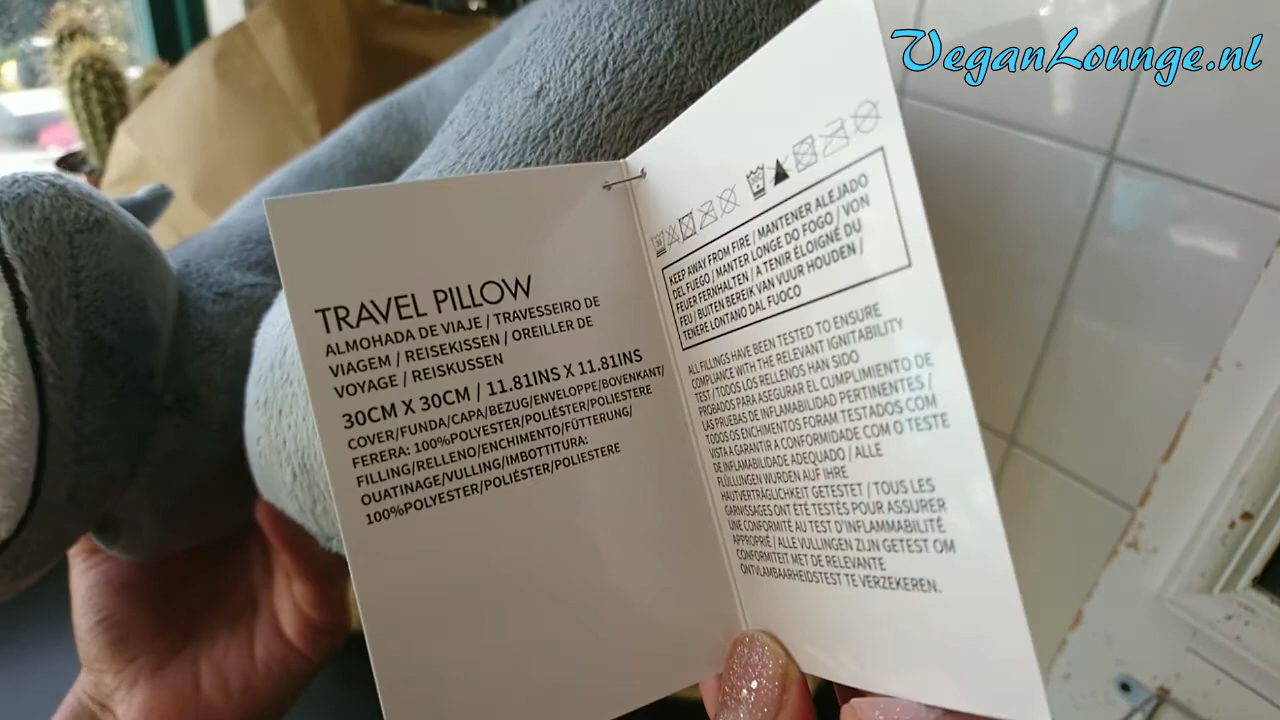 VeganLounge.nl
TRAVEL PILLOW
ALMOHADA DE VIAJE / TRAVESSEIRO DE
VIAGEM / REISEKISSEN / OREILLER DE
VOYAGE / REISKUSSEN
30CM X 30CM / 11.81INS X 11.81INS
COVER/FUNDA/CAPA/BEZUG/ENVELOPPE/BOVENKANT/
FERERA: 100%POLYESTER/POLIÉSTER/POLIESTERE
FILLING/RELLENO/ENCHIMENTO/FÜTTERUNG/
OUATINAGE/VULLING/IMBOTTITURA:
100%POLYESTER/POLIÉSTER/POLIESTERE
KEEP AWAY FROM FIRE / MANTENER ALEJADO
DEL FUEGO / MANTER LONGE DO FOGO / VON
FEUER FERNHALTEN / A TENIR ÉLOIGNÉ DU
FEU / BUITEN BEREIK VAN VUUR HOUDEN /
TENERE LONTANO DAL FUOCO
ALL FILLINGS HAVE BEEN TESTED TO ENSURE
COMPLIANCE WITH THE RELEVANT IGNITABILITY
TEST / TODOS LOS RELLENOS HAN SIDO
PROBADOS PARA ASEGURAR EL CUMPLIMIENTO DE
LAS PRUEBAS DE INFLAMABILIDAD PERTINENTES /
TODOS OS ENCHIMENTOS FORAM TESTADOS COM
VISTA A GARANTIR A CONFORMIDADE COM O TESTE
DE INFLAMABILIDADE ADEQUADO / ALLE
FLÜLLUNGEN WURDEN AUF IHRE
HAUTVERTRÄGLICHKEIT GETESTET / TOUS LES
GARNISSAGES ONT ÉTÉ TESTÉS POUR ASSURER
UNE CONFORMITÉ AU TEST D'INFLAMMABILITÉ
APPROPRIÉ / ALLE VULLINGEN ZIJN GETEST OM
CONFORMITEIT MET DE RELEVANTE
ONTVLAMBAARHEIDSTEST TE VERZEKEREN.